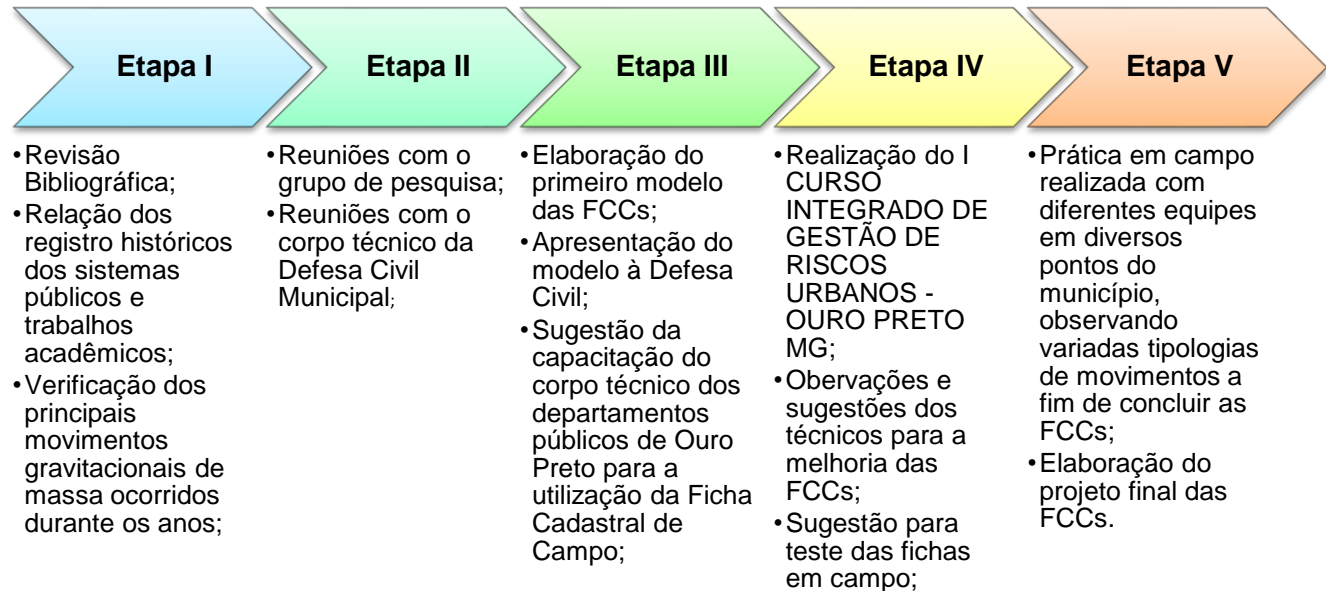 Etapa I
•Revisão
Bibliográfica;
•Relação dos
registro históricos
dos sistemas
públicos e
trabalhos
acadêmicos;
•Verificação dos
principais
movimentos
gravitacionais de
massa ocorridos
durante os anos;
Etapa II
•Reuniões com o
grupo de pesquisa;
•Reuniões com o
corpo técnico da
Defesa Civil
Municipal;
Etapa III
•Elaboração do
primeiro modelo
das FCCs;
•Apresentação do
modelo à Defesa
Civil;
•Sugestão da
capacitação do
corpo técnico dos
departamentos
públicos de Ouro
Preto para a
utilização da Ficha
Cadastral de
Campo;
Etapa IV
•Realização do I
CURSO
INTEGRADO DE
GESTÃO DE
RISCOS
URBANOS -
OURO PRETO
MG;
•Obervações e
sugestões dos
técnicos para a
melhoria das
FCCs;
•Sugestão para
teste das fichas
em campo;
Etapa V
•Prática em campo
realizada com
diferentes equipes
em diversos
pontos do
município,
observando
variadas tipologias
de movimentos a
fim de concluir as
FCCs;
•Elaboração do
projeto final das
FCCs.